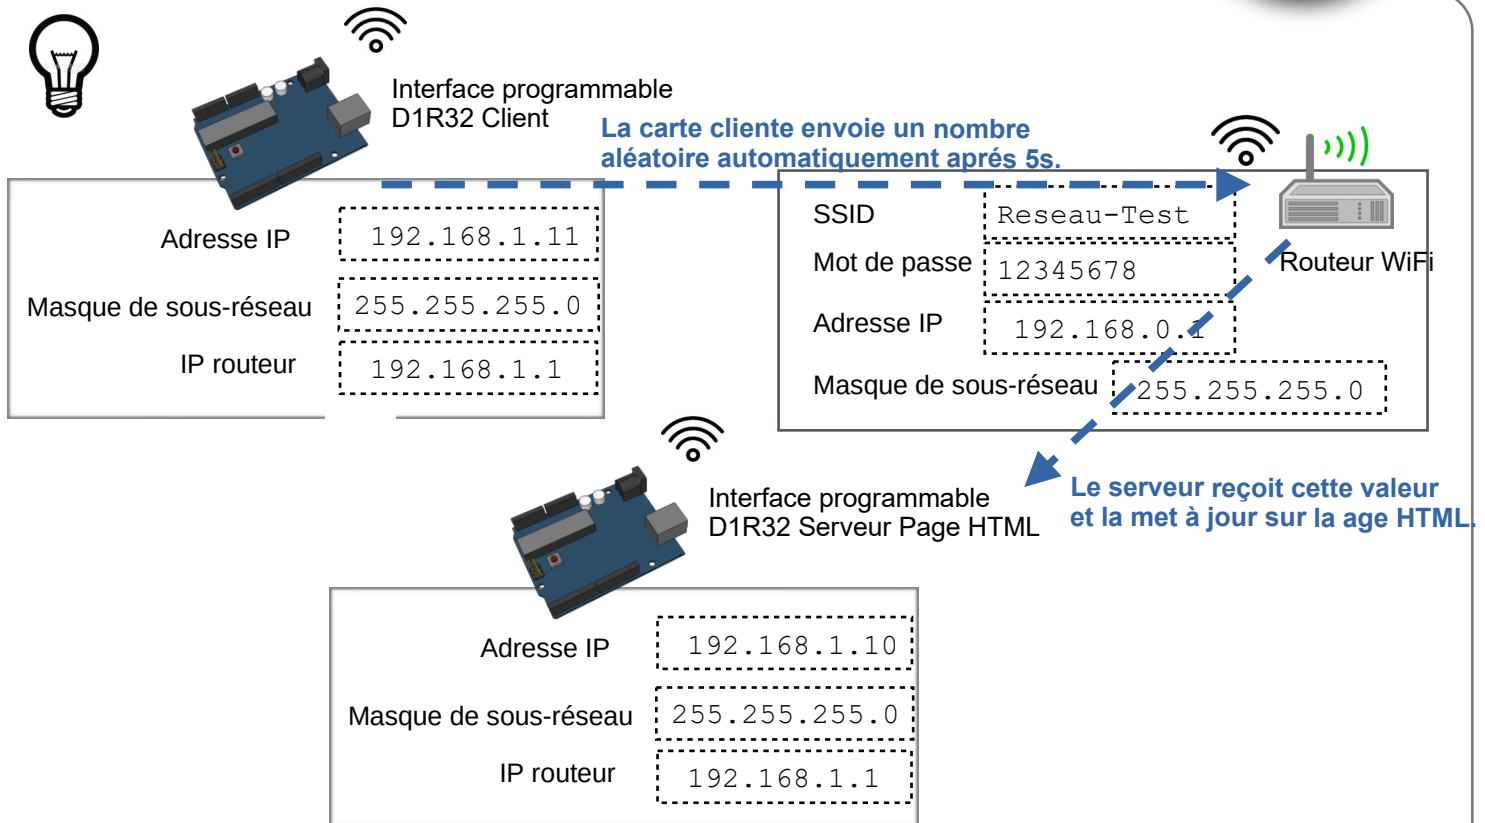 Interface programmable
D1R32 Client
La carte cliente envoie un nombre
aléatoire automatiquement aprés 5s.
Adresse IP 192.168.1.11
Masque de sous-réseau 255.255.255.0
IP routeur 192.168.1.1
SSID Reseau-Test
Mot de passe 12345678
Routeur WiFi
Adresse IP 192.168.0.1
Masque de sous-réseau 255.255.255.0
Interface programmable
D1R32 Serveur Page HTML
Le serveur reçoit cette valeur
et la met à jour sur la age HTML.
Adresse IP 192.168.1.10
Masque de sous-réseau 255.255.255.0
IP routeur 192.168.1.1